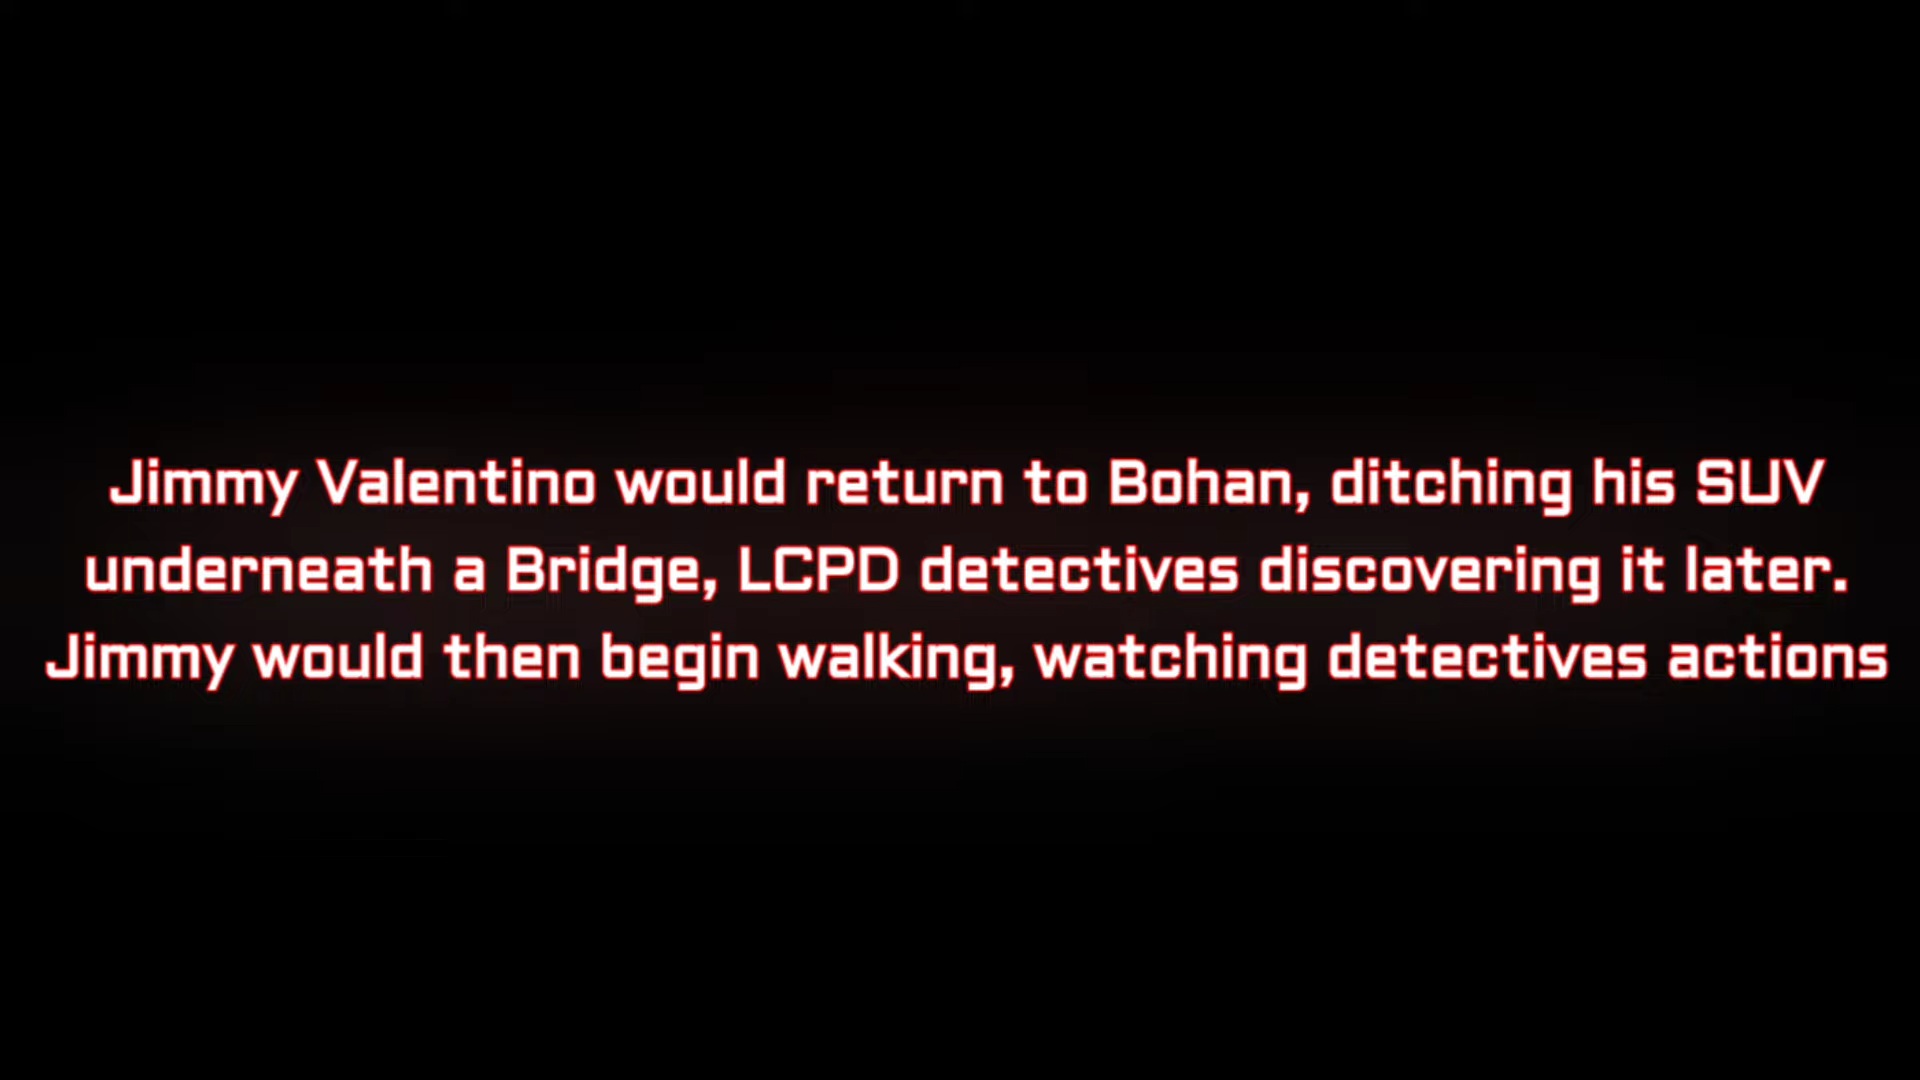 Jimmy Valentino would return to Bohan, ditching his SUV
underneath a Bridge, LCPD detectives discovering it later.
Jimmy would then begin walking, watching detectives actions